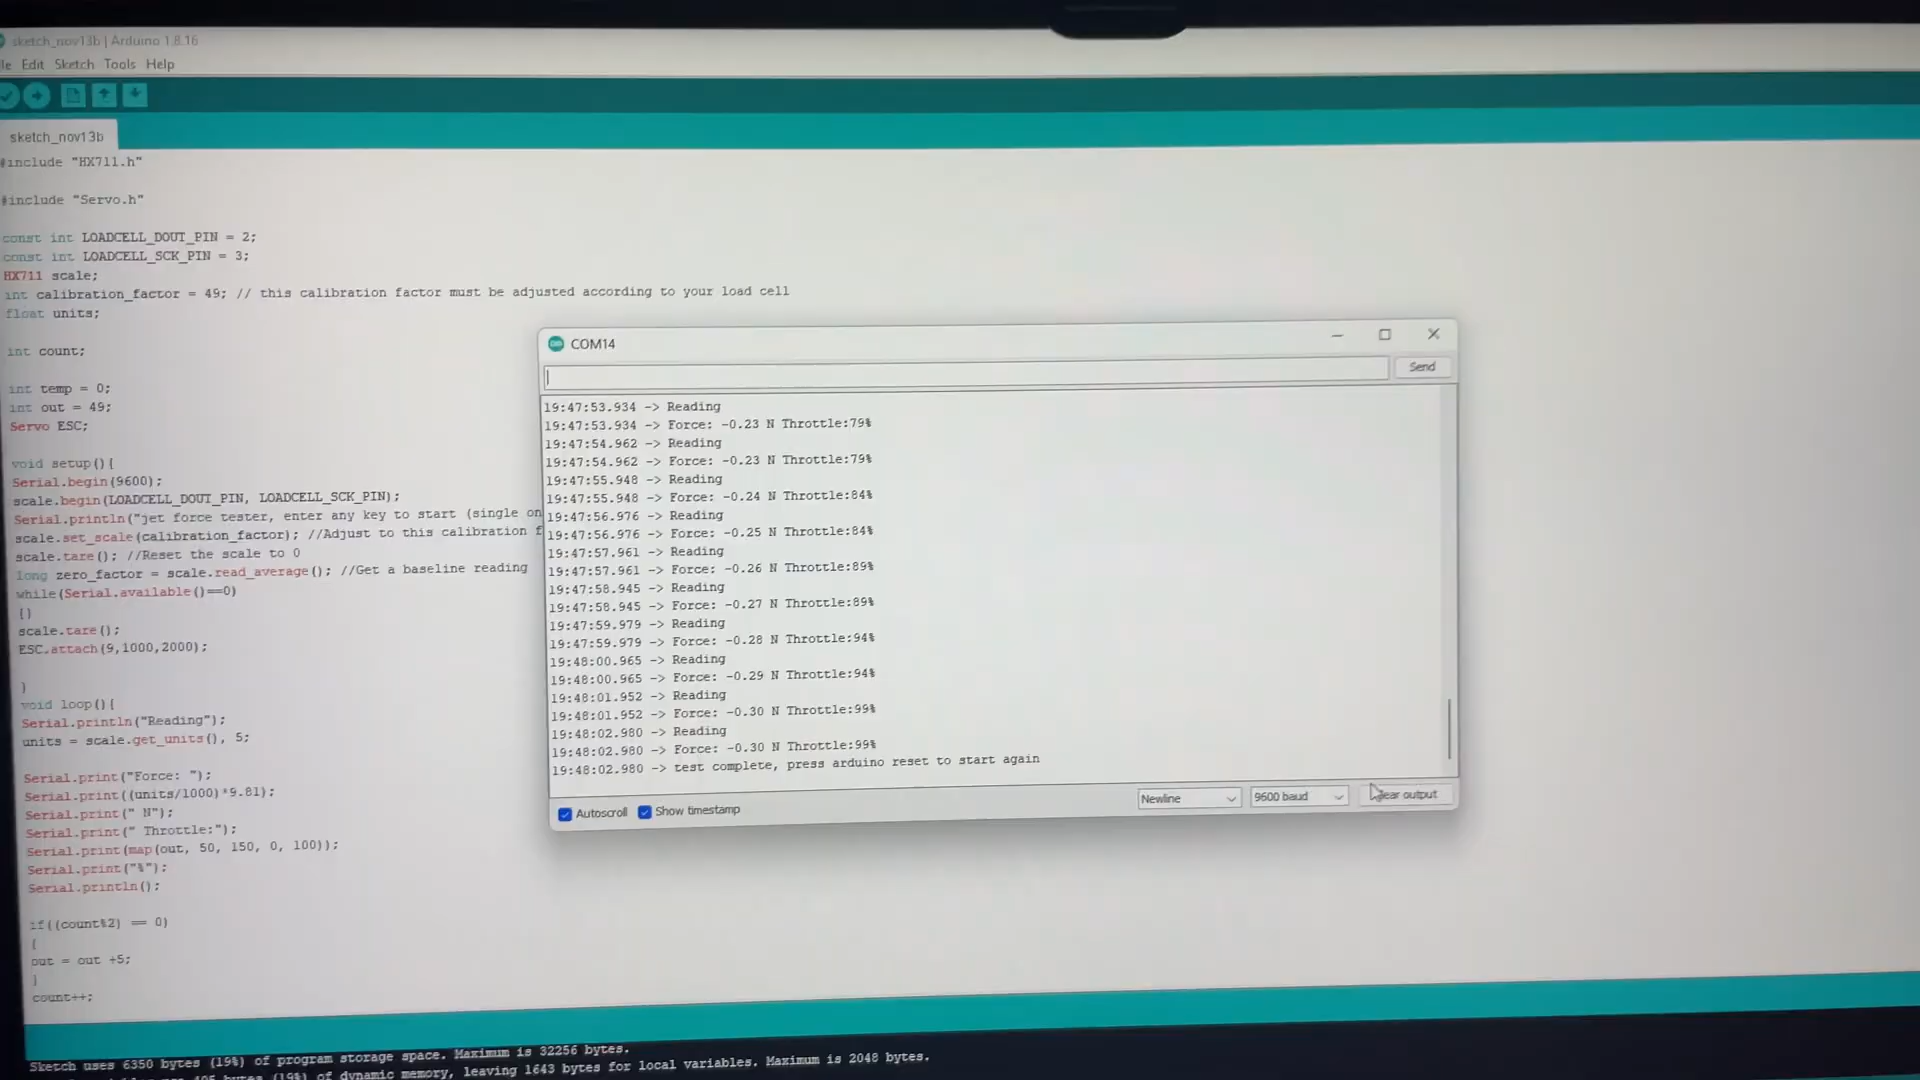 sketch_nov13b | Arduino 1.8.16
Edit Sketch Tools Help
sketch_nov13b
#include "HX711.h"
#include "Servo.h"
const int LOADCELL_DOUT_PIN = 2;
const int LOADCELL_SCK_PIN = 3;
HX711 scale;
int calibration_factor = 49; // this calibration factor must be adjusted according to your load cell
float units;
int count;
int temp = 0;
int out = 49;
Servo ESC;
void setup(){
Serial.begin(9600);
scale.begin(LOADCELL_DOUT_PIN, LOADCELL_SCK_PIN);
Serial.println("jet force tester, enter any key to start (single on
scale.set_scale(calibration_factor); //Adjust to this calibration f
scale.tare(); //Reset the scale to 0
long zero_factor = scale.read_average(); //Get a baseline reading
while(Serial.available()==0)
{}
scale.tare();
ESC.attach(9,1000,2000);
}
void loop(){
Serial.println("Reading");
units = scale.get_units(), 5;
Serial.print("Force: ");
Serial.print((units/1000)*9.81);
Serial.print(" N");
Serial.print(" Throttle:");
Serial.print(map(out, 50, 150, 0, 100));
Serial.print("%");
Serial.println();
if((count%2) == 0)
{
out = out +5;
}
count++;
COM14
Send
19:47:53.934 -> Reading
19:47:53.934 -> Force: -0.23 N Throttle:79%
19:47:54.962 -> Reading
19:47:54.962 -> Force: -0.23 N Throttle:79%
19:47:55.948 -> Reading
19:47:55.948 -> Force: -0.24 N Throttle:84%
19:47:56.976 -> Reading
19:47:56.976 -> Force: -0.25 N Throttle:84%
19:47:57.961 -> Reading
19:47:57.961 -> Force: -0.26 N Throttle:89%
19:47:58.945 -> Reading
19:47:58.945 -> Force: -0.27 N Throttle:89%
19:47:59.979 -> Reading
19:47:59.979 -> Force: -0.28 N Throttle:94%
19:48:00.965 -> Reading
19:48:00.965 -> Force: -0.29 N Throttle:94%
19:48:01.952 -> Reading
19:48:01.952 -> Force: -0.30 N Throttle:99%
19:48:02.980 -> Reading
19:48:02.980 -> Force: -0.30 N Throttle:99%
19:48:02.980 -> test complete, press arduino reset to start again
Autoscroll Show timestamp Newline 9600 baud output
Sketch uses 6350 bytes (19%) of program storage space. Maximum is 32256 bytes.
bytes (19%) of dynamic memory, leaving 1643 bytes for local variables. Maximum is 2048 bytes.